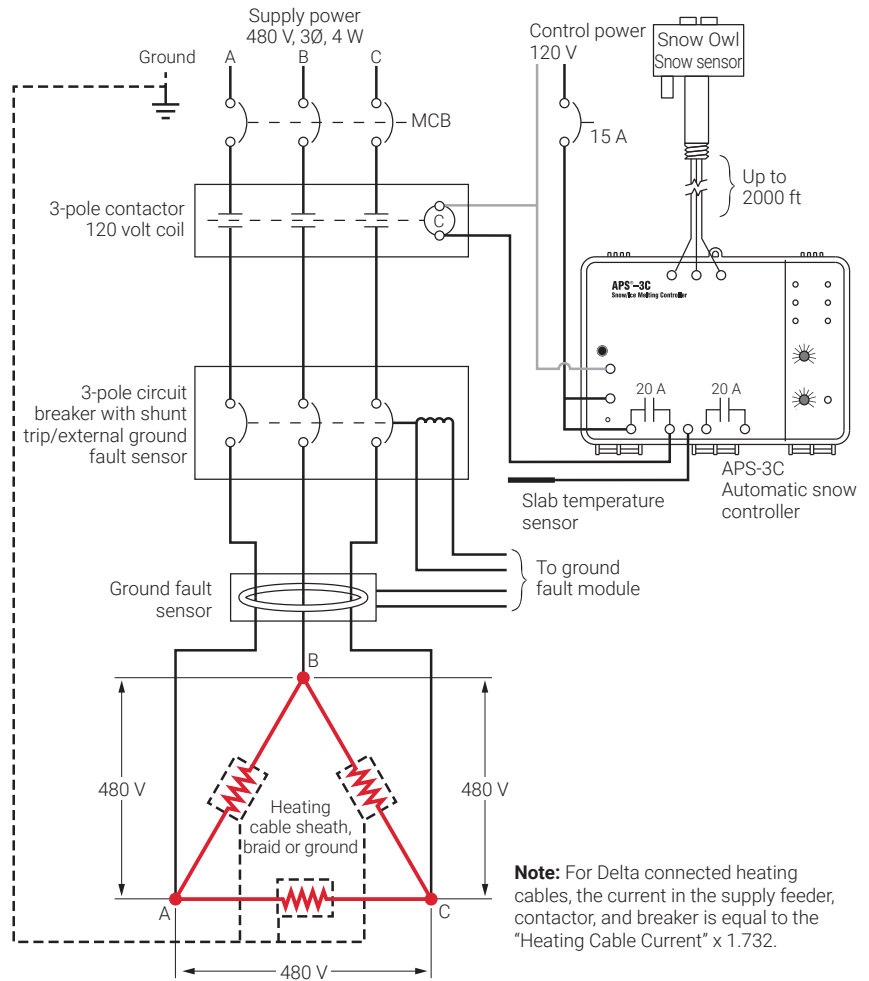 Supply power
480 V, 3Ø, 4 W
Ground
A
B
C
MCB
Control power
120 V
15 A
Snow Owl
Snow sensor
Up to
2000 ft
3-pole contactor
120 volt coil
C
APS®–3C
Snow/Ice Melting Controller
20 A
20 A
3-pole circuit
breaker with shunt
trip/external ground
fault sensor
APS-3C
Automatic snow
controller
Slab temperature
sensor
To ground
fault module
Ground fault
sensor
B
480 V
480 V
Heating
cable sheath,
braid or ground
A
C
480 V
Note: For Delta connected heating
cables, the current in the supply feeder,
contactor, and breaker is equal to the
“Heating Cable Current” x 1.732.